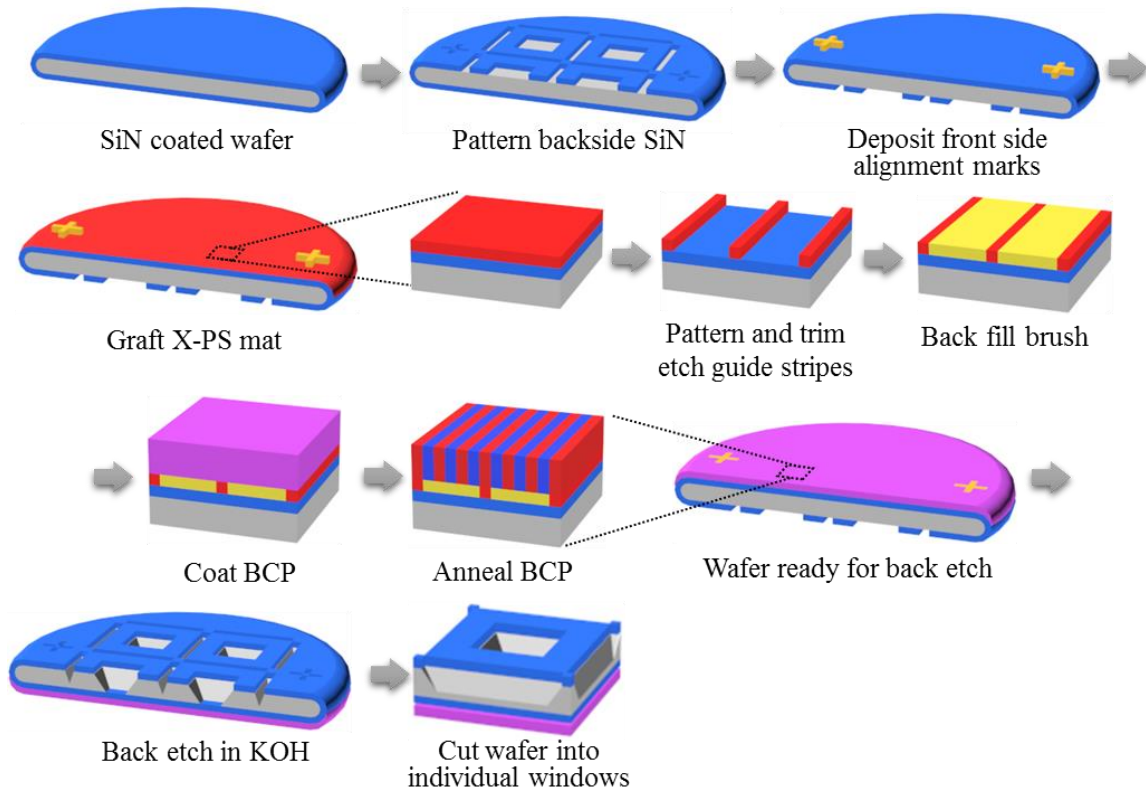 SiN coated wafer
Pattern backside SiN
Deposit front side
alignment marks
Graft X-PS mat
Pattern and trim
etch guide stripes
Back fill brush
Coat BCP
Anneal BCP
Wafer ready for back etch
Back etch in KOH
Cut wafer into
individual windows